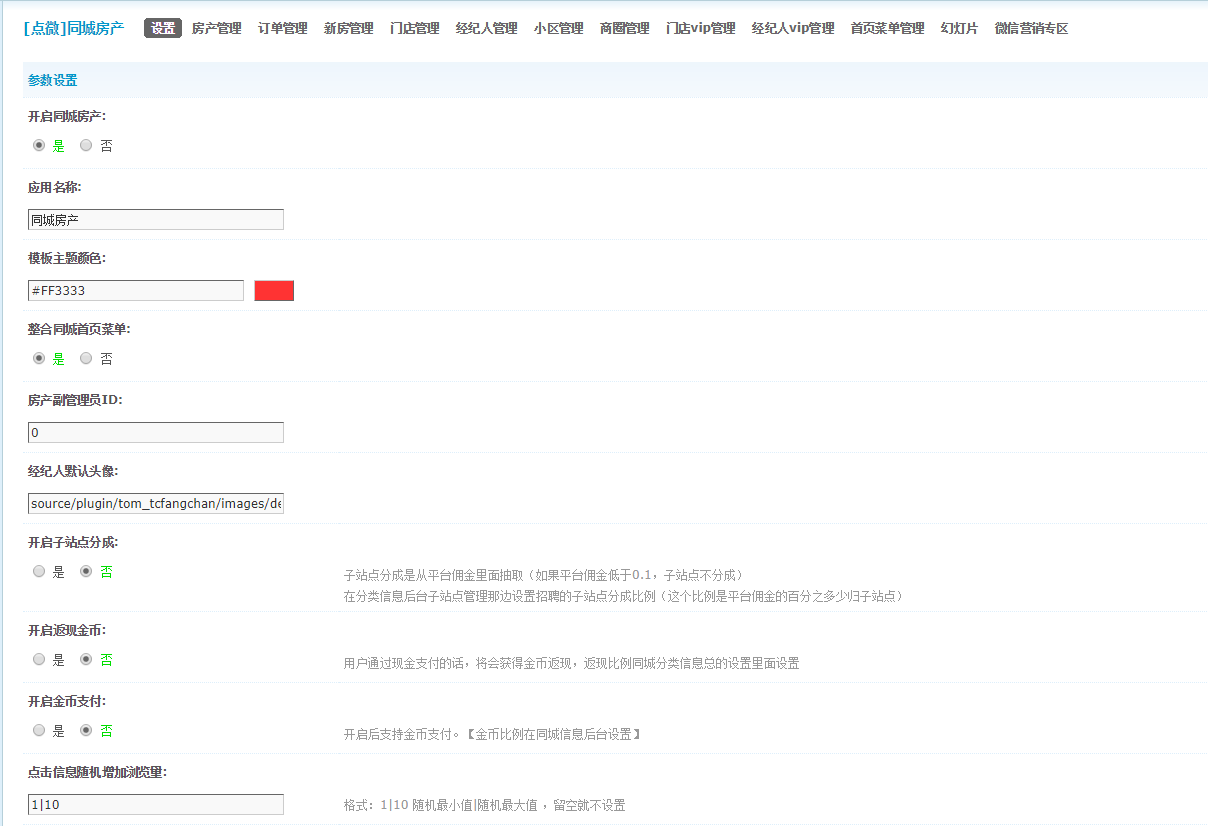 [点微]同城房产 设置 房产管理 订单管理 新房管理 门店管理 经纪人管理 小区管理 商圈管理 门店vip管理 经纪人vip管理 首页菜单管理 幻灯片 微信营销专区
参数设置
开启同城房产:
是 否
应用名称:
同城房产
模板主题颜色:
#FF3333
整合同城首页菜单:
是 否
房产副管理员ID:
0
经纪人默认头像:
source/plugin/tom_tcfangchan/images/de
开启子站点分成:
是 否 子站点分成是从平台佣金里面抽取（如果平台佣金低于0.1，子站点不分成）
在分类信息后台子站点管理那边设置招聘的子站点分成比例（这个比例是平台佣金的百分之多少归子站点）
开启返现金币:
是 否 用户通过现金支付的话，将会获得金币返现，返现比例同城分类信息总的设置里面设置
开启金币支付:
是 否 开启后支持金币支付。【金币比例在同城信息后台设置】
点击信息随机增加浏览量:
1|10 格式：1|10 随机最小值|随机最大值 ，留空就不设置